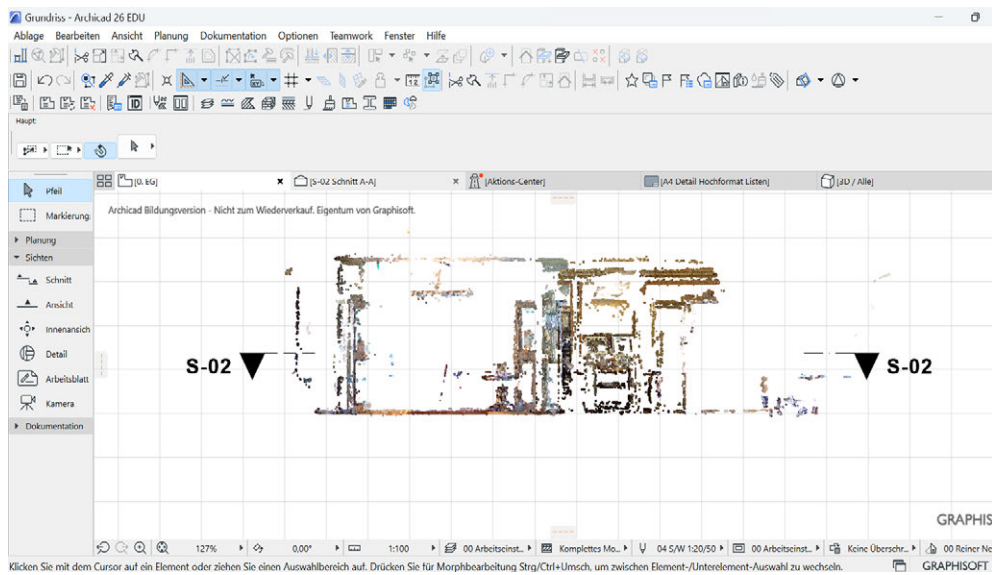 Grundriss - Archicad 26 EDU
Ablage Bearbeiten Ansicht Planung Dokumentation Optionen Teamwork Fenster Hilfe
Haupt:
Pfeil
Markierung:
Planung
Sichten
Schnitt
Ansicht
Innenansich
Detail
Arbeitsblatt
Kamera
Dokumentation
[0. EG]
[S-02 Schnitt A-A]
[Aktions-Center]
[A4 Detail Hochformat Listen]
[3D / Alle]
Archicad Bildungsversion - Nicht zum Wiederverkauf. Eigentum von Graphisoft.
S-02
S-02
GRAPHIS
127% 0,00° 1:100 00 Arbeitseinst... Komplettes Mo... 04 S/W 1:20/50 00 Arbeitseinst... Keine Überschr... 00 Reiner Ne
Klicken Sie mit dem Cursor auf ein Element oder ziehen Sie einen Auswahlbereich auf. Drücken Sie für Morphbearbeitung Strg/Ctrl+Umsch, um zwischen Element-/Unterelement-Auswahl zu wechseln.
GRAPHISOFT